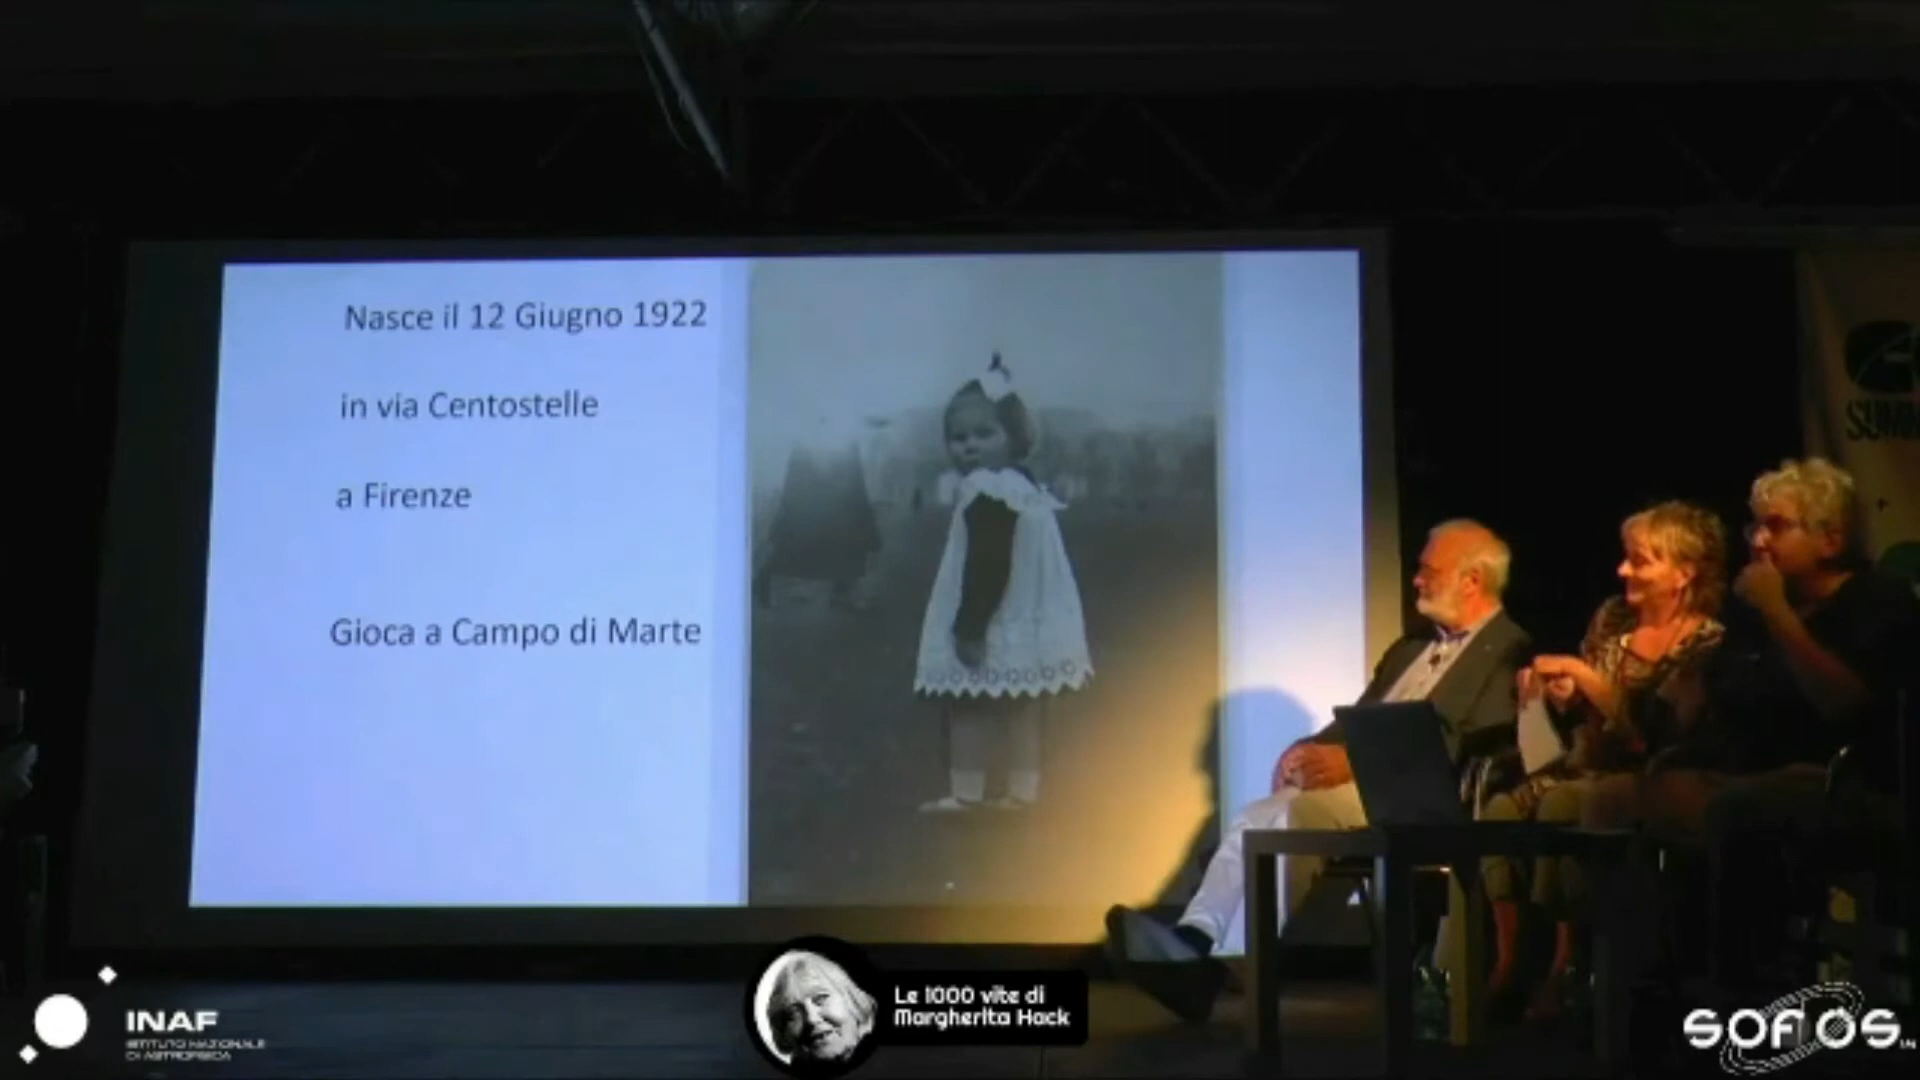 Nasce il 12 Giugno 1922
in via Centostelle
a Firenze
Gioca a Campo di Marte
Le 1000 vite di
Margherita Hack
INAF
ISTITUTO NAZIONALE
DI ASTROFISICA
SOFOS